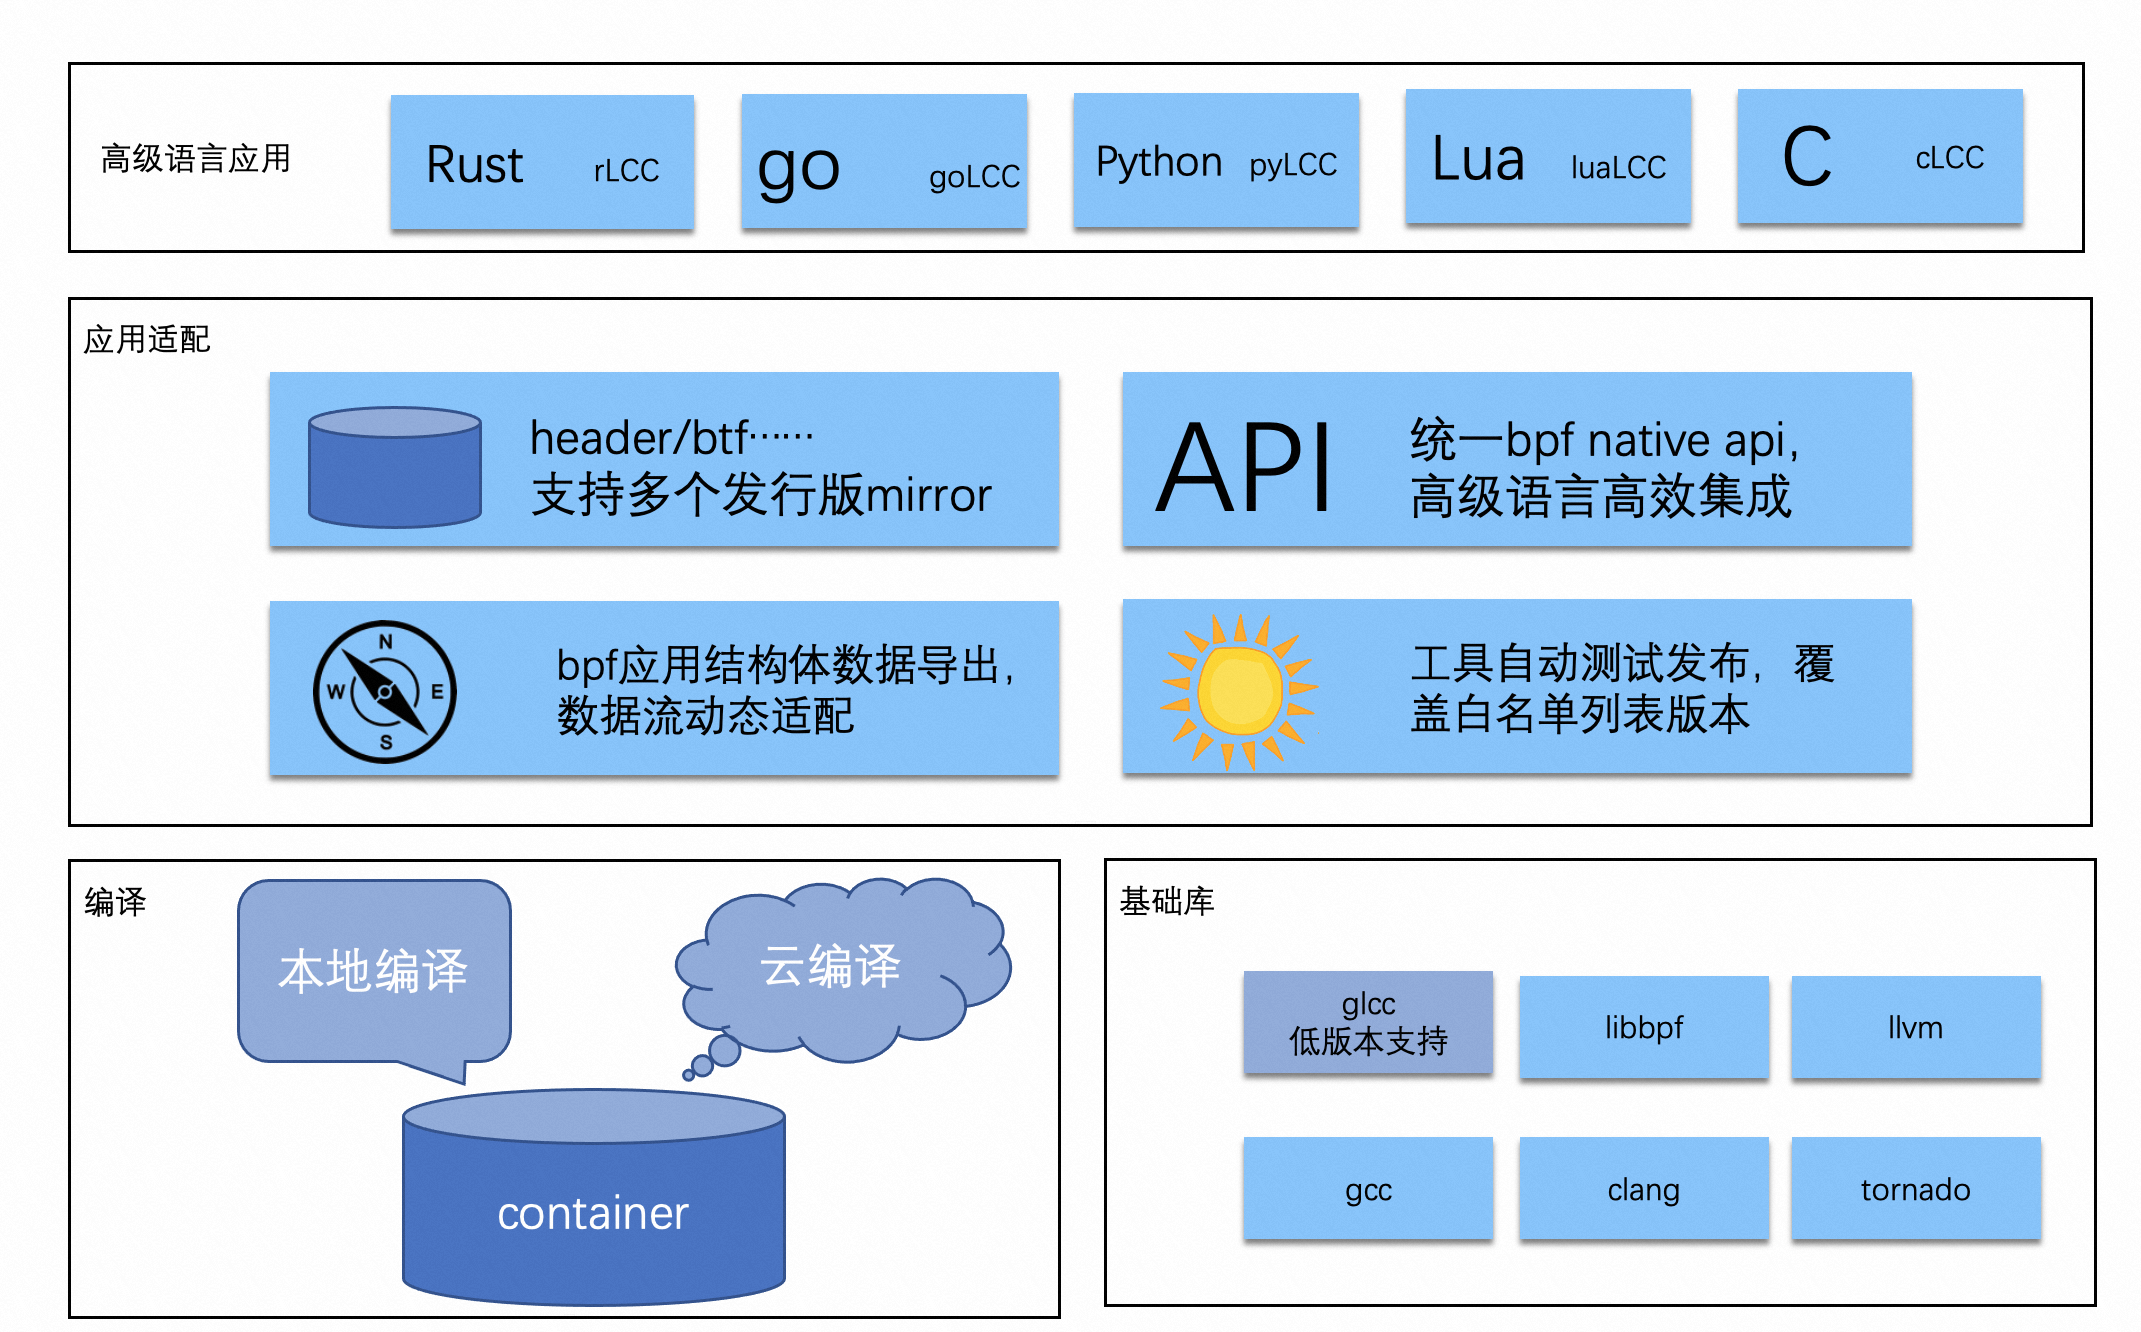 高级语言应用
Rust rLCC
go goLCC
Python pyLCC
Lua luaLCC
C cLCC
应用适配
header/btf……
支持多个发行版mirror
API
统一bpf native api,
高级语言高效集成
N
W E
S
bpf应用结构体数据导出,
数据流动态适配
工具自动测试发布, 覆
盖白名单列表版本
编译
本地编译
云编译
container
基础库
glcc
低版本支持
libbpf
llvm
gcc
clang
tornado